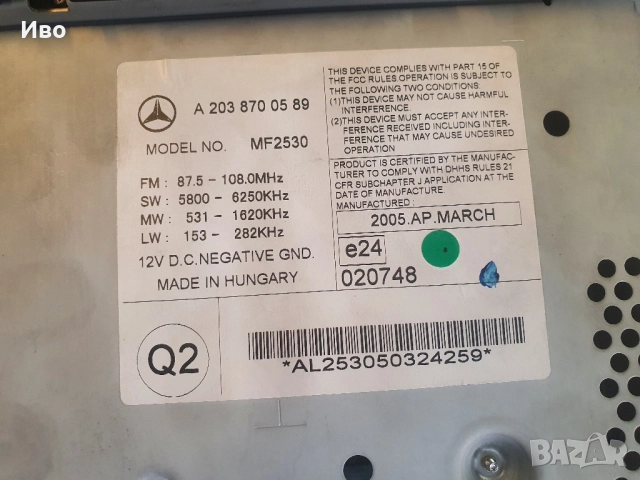 Иво
A 203 870 05 89
MODEL NO. MF2530
FM : 87.5 - 108.0MHz
SW : 5800 - 6250KHz
MW : 531 - 1620KHz
LW : 153 - 282KHz
12V D.C.NEGATIVE GND.
MADE IN HUNGARY
THIS DEVICE COMPLIES WITH PART 15 OF
THE FCC RULES.OPERATION IS SUBJECT TO
THE FOLLOWING TWO CONDITIONS:
(1)THIS DEVICE MAY NOT CAUSE HARMFUL
INTERFERENCE.
(2)THIS DEVICE MUST ACCEPT ANY INTER-
FERENCE RECEIVED INCLUDING INTER-
FERENCE THAT MAY CAUSE UNDESIRED
OPERATION
PRODUCT IS CERTIFIED BY THE MANUFAC-
TURER TO COMPLY WITH DHHS RULES 21
CFR SUBCHAPTER J APPLICATION AT THE
DATE OF MANUFACTURE.
MANUFACTURED:
2005.AP.MARCH
e24
020748
Q2
*AL253050324259*
BAZAR